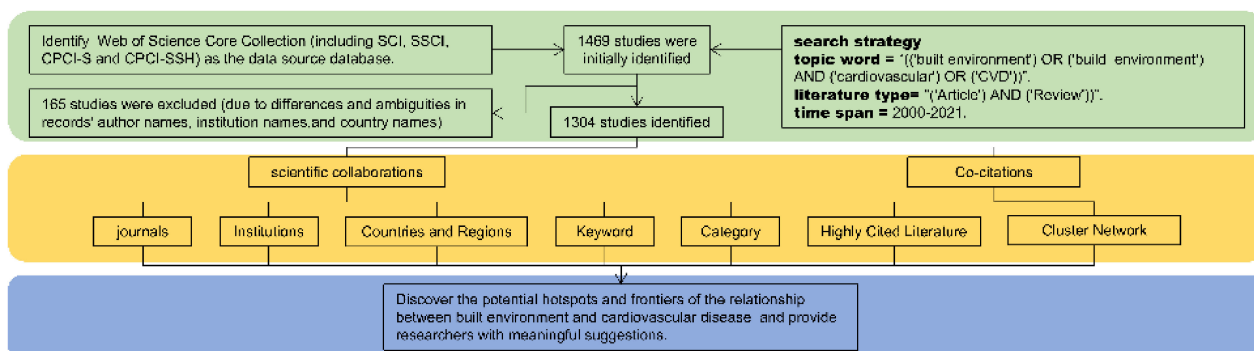 Identify Web of Science Core Collection (including SCI, SSCI,
CPCI-S and CPCI-SSH) as the data source database.
1469 studies were
initially identified
search strategy
topic word = "(('built environment') OR ('build environment')
AND ('cardiovascular') OR ('CVD'))".
literature type= "('Article') AND ('Review'))".
time span = 2000-2021.
165 studies were excluded (due to differences and ambiguities in
records' author names, institution names,and country names)
1304 studies identified
scientific collaborations
Co-citations
journals
Institutions
Countries and Regions
Keyword
Category
Highly Cited Literature
Cluster Network
Discover the potential hotspots and frontiers of the relationship
between built environment and cardiovascular disease and provide
researchers with meaningful suggestions.